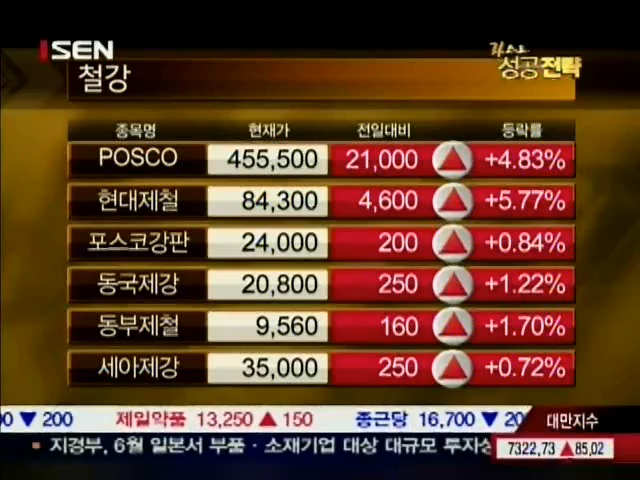 SEN
성공전략
철강
종목명 현재가 전일대비 등락률
POSCO 455,500 21,000 ▲ +4.83%
현대제철 84,300 4,600 ▲ +5.77%
포스코강판 24,000 200 ▲ +0.84%
동국제강 20,800 250 ▲ +1.22%
동부제철 9,560 160 ▲ +1.70%
세아제강 35,000 250 ▲ +0.72%
▼ 200 제일약품 13,250 ▲ 150 종근당 16,700 ▼ 대만지수
지경부, 6월 일본서 부품·소재기업 대상 대규모 7322,73 ▲85,02